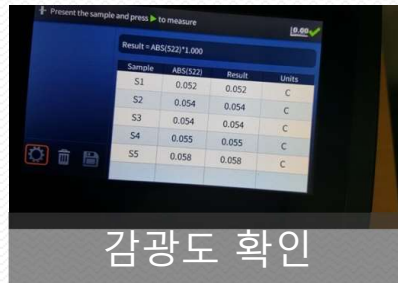 Present the sample and press ▶ to measure
0.00
Result = ABS(522)*1.000
Sample ABS(522) Result Units
S1 0.052 0.052 C
S2 0.054 0.054 C
S3 0.054 0.054 C
S4 0.055 0.055 C
S5 0.058 0.058 C
감광도 확인